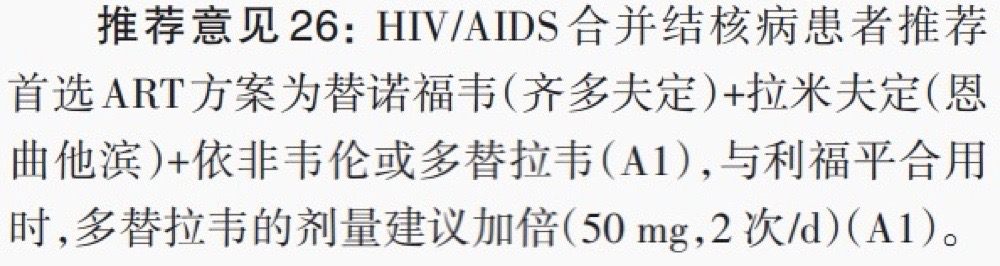 推荐意见26：HIV/AIDS合并结核病患者推荐
首选ART方案为替诺福韦(齐多夫定)+拉米夫定(恩
曲他滨)+依非韦伦或多替拉韦(A1),与利福平合用
时,多替拉韦的剂量建议加倍(50 mg,2次/d)(A1)。